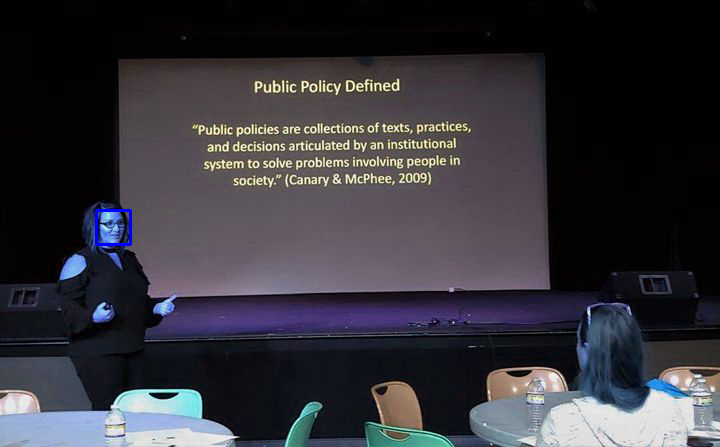 Public Policy Defined
“Public policies are collections of texts, practices,
and decisions articulated by an institutional
system to solve problems involving people in
society.” (Canary & McPhee, 2009)